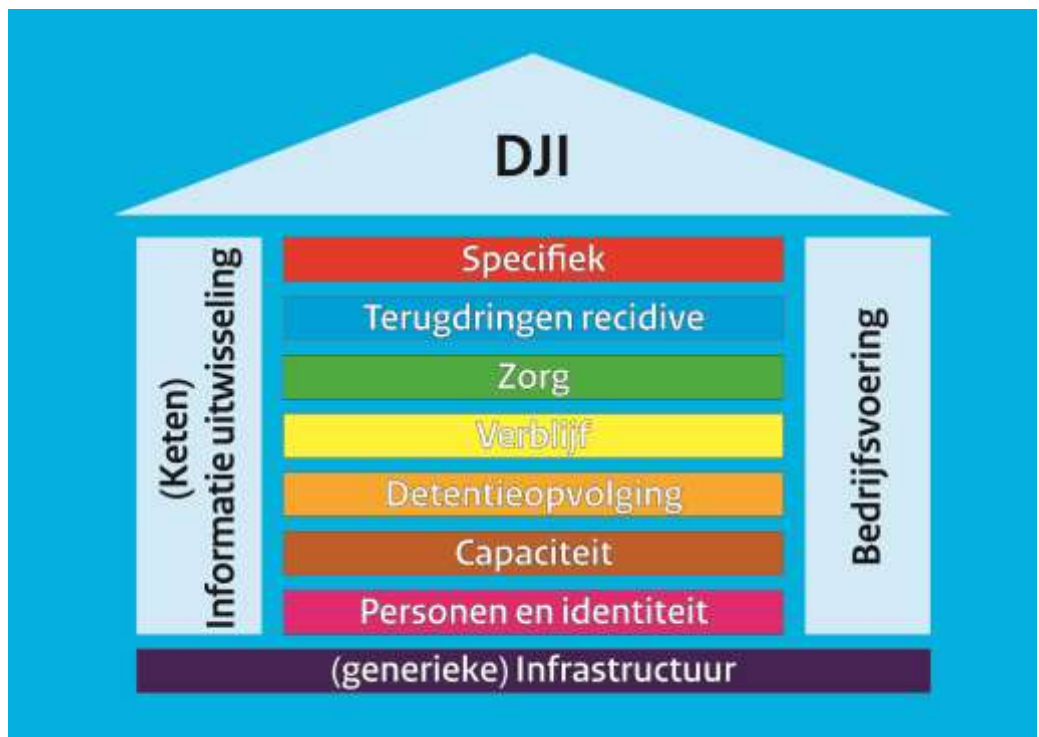 DJI
(Keten)
Informatie uitwisseling
Specifiek
Terugdringen recidive
Zorg
Verblijf
Detentieopvolging
Capaciteit
Personen en identiteit
Bedrijfsvoering
(generieke) Infrastructuur